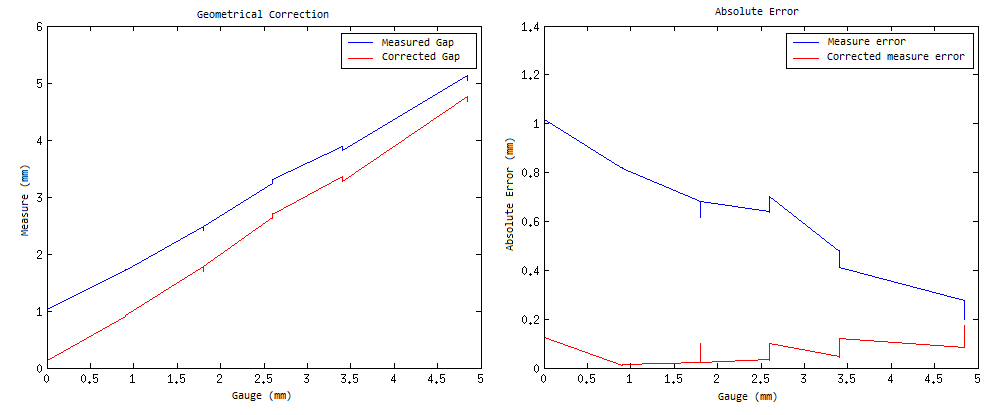 Geometrical Correction
6
5
4
3
2
1
0
Measure (mm)
Measured Gap
Corrected Gap
0 0.5 1 1.5 2 2.5 3 3.5 4 4.5 5
Gauge (mm)
Absolute Error
1.4
1.2
1
0.8
0.6
0.4
0.2
0
Absolute Error (mm)
Measure error
Corrected measure error
0 0.5 1 1.5 2 2.5 3 3.5 4 4.5 5
Gauge (mm)